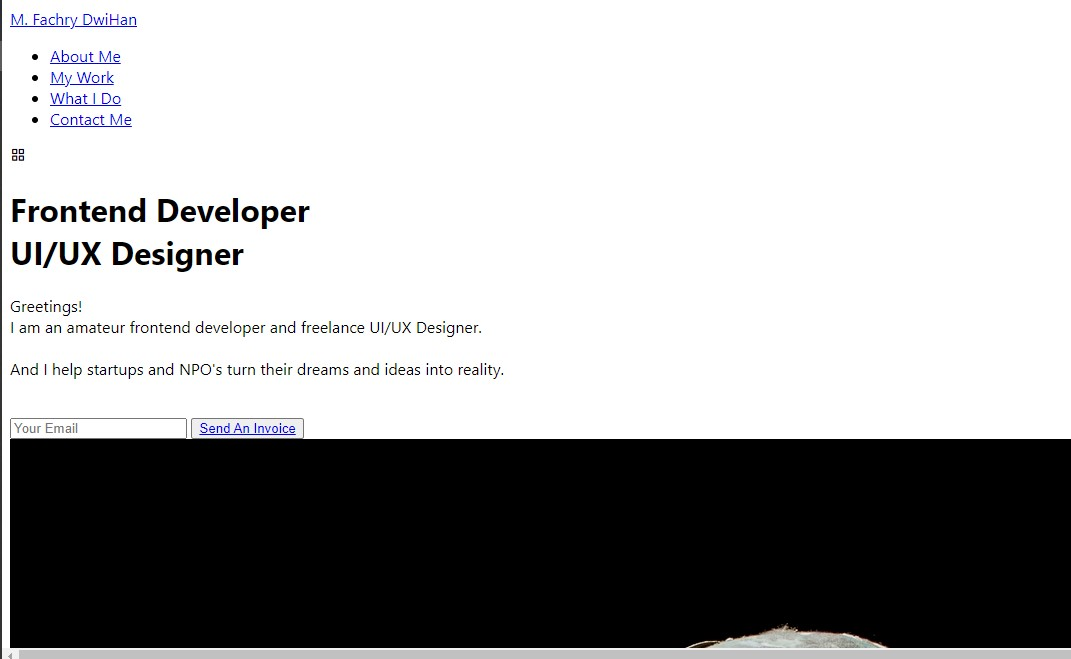 M. Fachry DwiHan
About Me
My Work
What I Do
Contact Me
Frontend Developer
UI/UX Designer
Greetings!
I am an amateur frontend developer and freelance UI/UX Designer.
And I help startups and NPO's turn their dreams and ideas into reality.
Your Email Send An Invoice